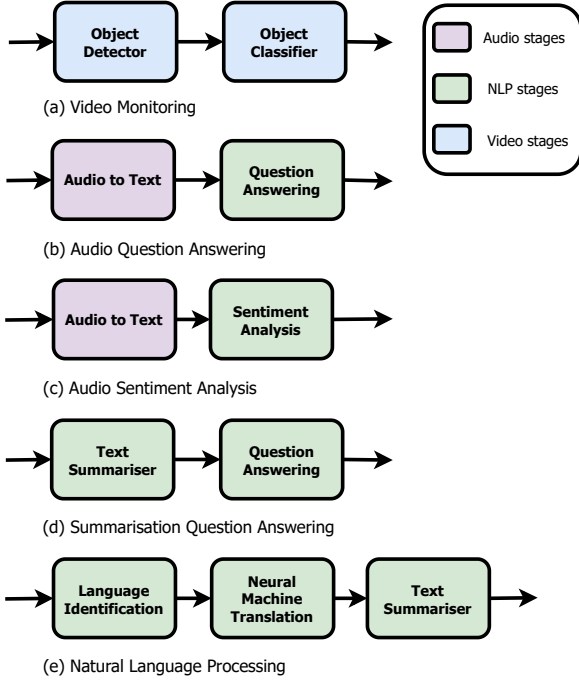 Object
Detector
Object
Classifier
(a) Video Monitoring
Audio stages
NLP stages
Video stages
Audio to Text
Question
Answering
(b) Audio Question Answering
Audio to Text
Sentiment
Analysis
(c) Audio Sentiment Analysis
Text
Summariser
Question
Answering
(d) Summarisation Question Answering
Language
Identification
Neural
Machine
Translation
Text
Summariser
(e) Natural Language Processing